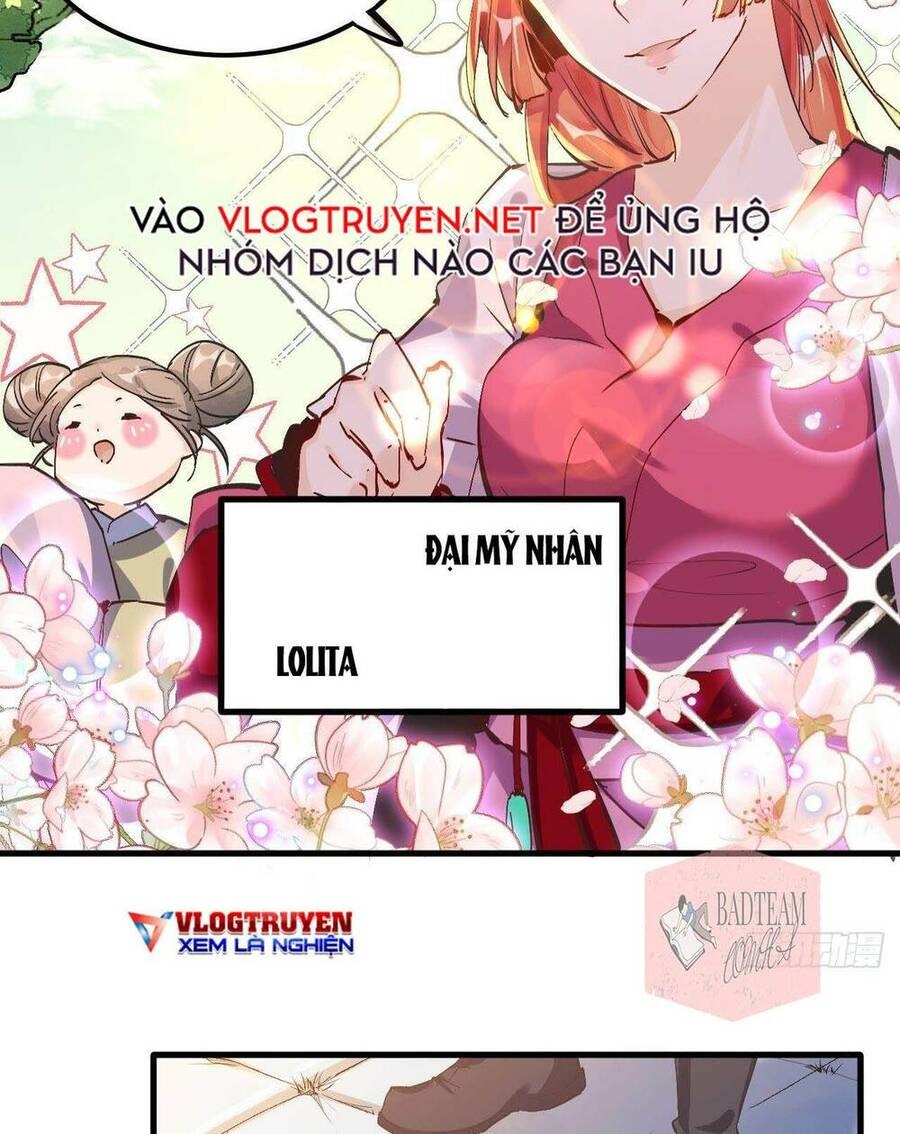 VÀO VLOGTRUYEN.NET ĐỂ ỦNG HỘ
NHÓM DỊCH NÀO CÁC BẠN IU
ĐẠI MỸ NHÂN
LOLITA
VLOGTRUYEN
XEM LÀ NGHIỆN
BADTEAM